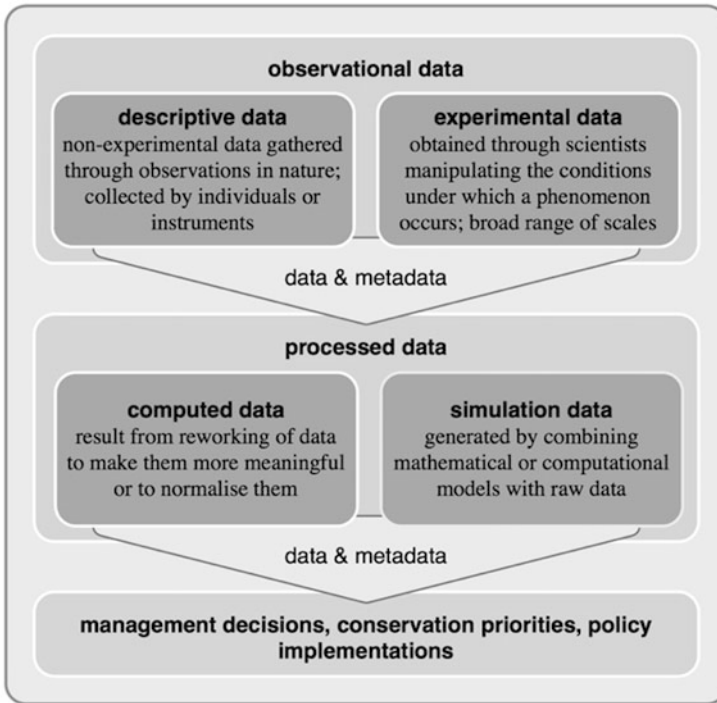 observational data
descriptive data
non-experimental data gathered
through observations in nature;
collected by individuals or
instruments
experimental data
obtained through scientists
manipulating the conditions
under which a phenomenon
occurs; broad range of scales
data & metadata
processed data
computed data
result from reworking of data
to make them more meaningful
or to normalise them
simulation data
generated by combining
mathematical or computational
models with raw data
data & metadata
management decisions, conservation priorities, policy
implementations